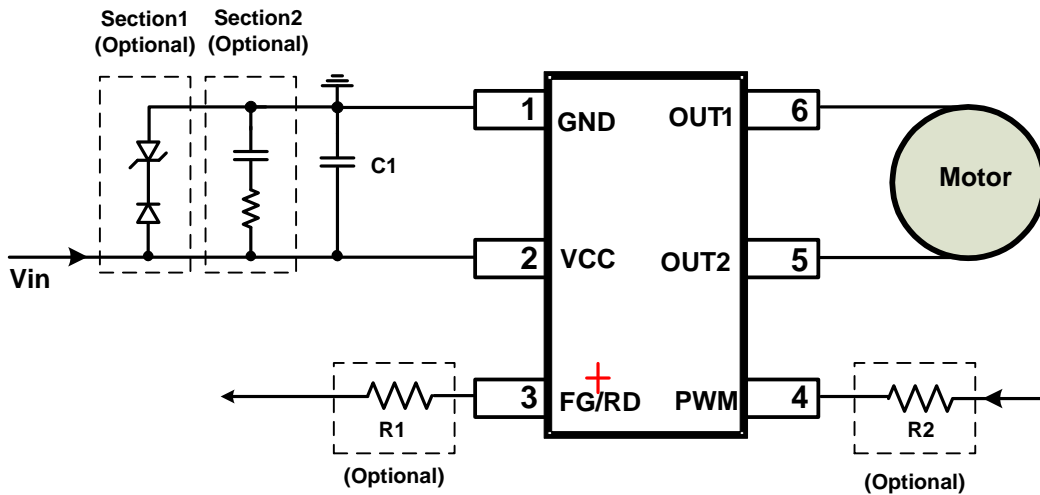 Section1
(Optional)
Section2
(Optional)
1
GND
OUT1
6
C1
Motor
2
VCC
OUT2
5
Vin
3
FG/RD
PWM
4
R1
(Optional)
R2
(Optional)